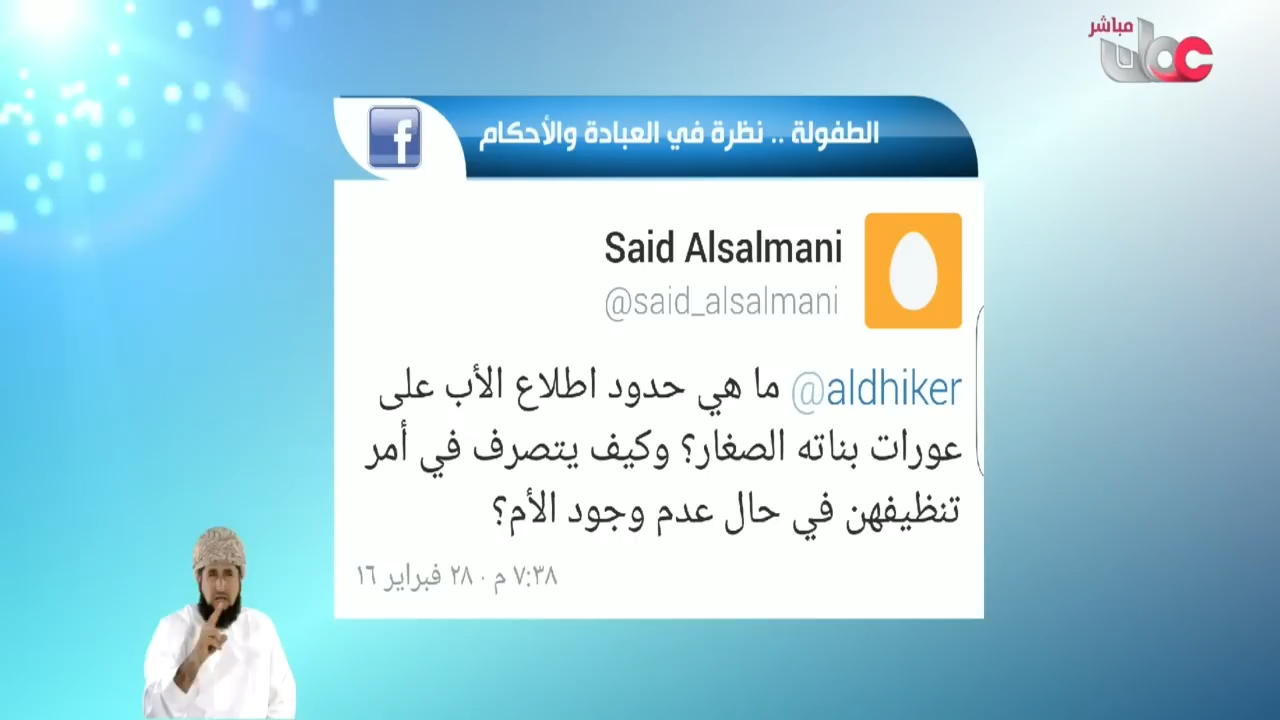 مباشر
الطفولة .. نظرة في العبادة والأحكام
Said Alsalmani
@said_alsalmani
@aldhiker ما هي حدود اطلاع الأب على
عورات بناته الصغار؟ وكيف يتصرف في أمر
تنظيفهن في حال عدم وجود الأم؟
٧:٣٨ م · ٢٨ فبراير ١٦